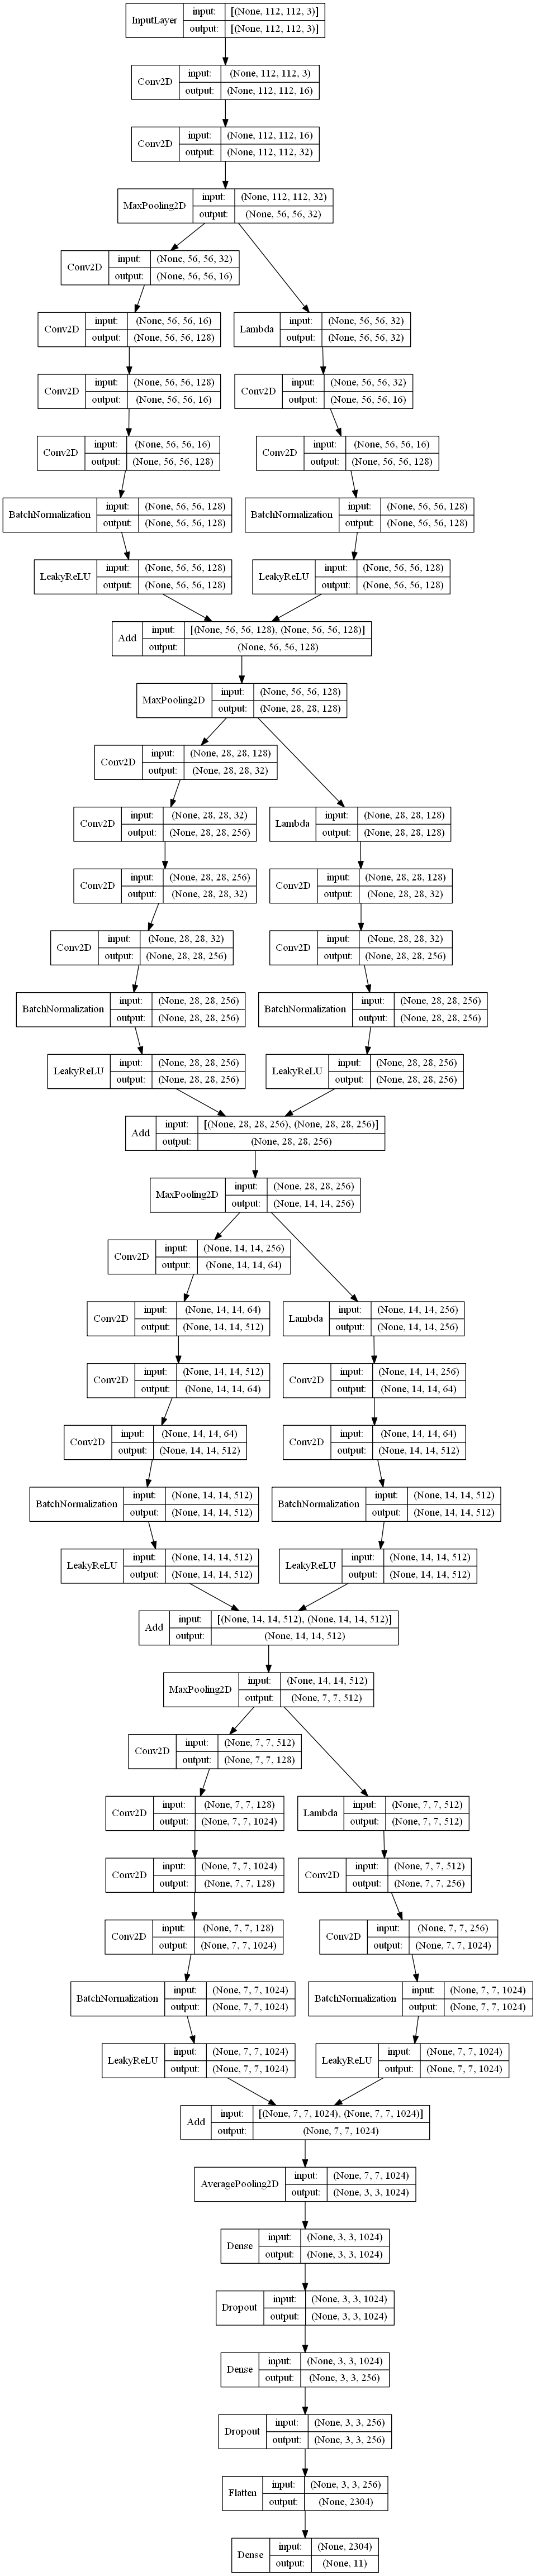 InputLayer input: [(None, 112, 112, 3)]
output: [(None, 112, 112, 3)]
Conv2D input: (None, 112, 112, 3)
output: (None, 112, 112, 16)
Conv2D input: (None, 112, 112, 16)
output: (None, 112, 112, 32)
MaxPooling2D input: (None, 112, 112, 32)
output: (None, 56, 56, 32)
Conv2D input: (None, 56, 56, 32)
output: (None, 56, 56, 16)
Conv2D input: (None, 56, 56, 16)
output: (None, 56, 56, 128)
Lambda input: (None, 56, 56, 32)
output: (None, 56, 56, 32)
Conv2D input: (None, 56, 56, 128)
output: (None, 56, 56, 16)
Conv2D input: (None, 56, 56, 32)
output: (None, 56, 56, 16)
Conv2D input: (None, 56, 56, 16)
output: (None, 56, 56, 128)
Conv2D input: (None, 56, 56, 16)
output: (None, 56, 56, 128)
BatchNormalization input: (None, 56, 56, 128)
output: (None, 56, 56, 128)
BatchNormalization input: (None, 56, 56, 128)
output: (None, 56, 56, 128)
LeakyReLU input: (None, 56, 56, 128)
output: (None, 56, 56, 128)
LeakyReLU input: (None, 56, 56, 128)
output: (None, 56, 56, 128)
Add input: [(None, 56, 56, 128), (None, 56, 56, 128)]
output: (None, 56, 56, 128)
MaxPooling2D input: (None, 56, 56, 128)
output: (None, 28, 28, 128)
Conv2D input: (None, 28, 28, 128)
output: (None, 28, 28, 32)
Conv2D input: (None, 28, 28, 32)
output: (None, 28, 28, 256)
Lambda input: (None, 28, 28, 128)
output: (None, 28, 28, 128)
Conv2D input: (None, 28, 28, 256)
output: (None, 28, 28, 32)
Conv2D input: (None, 28, 28, 128)
output: (None, 28, 28, 32)
Conv2D input: (None, 28, 28, 32)
output: (None, 28, 28, 256)
Conv2D input: (None, 28, 28, 32)
output: (None, 28, 28, 256)
BatchNormalization input: (None, 28, 28, 256)
output: (None, 28, 28, 256)
BatchNormalization input: (None, 28, 28, 256)
output: (None, 28, 28, 256)
LeakyReLU input: (None, 28, 28, 256)
output: (None, 28, 28, 256)
LeakyReLU input: (None, 28, 28, 256)
output: (None, 28, 28, 256)
Add input: [(None, 28, 28, 256), (None, 28, 28, 256)]
output: (None, 28, 28, 256)
MaxPooling2D input: (None, 28, 28, 256)
output: (None, 14, 14, 256)
Conv2D input: (None, 14, 14, 256)
output: (None, 14, 14, 64)
Conv2D input: (None, 14, 14, 64)
output: (None, 14, 14, 512)
Lambda input: (None, 14, 14, 256)
output: (None, 14, 14, 256)
Conv2D input: (None, 14, 14, 512)
output: (None, 14, 14, 64)
Conv2D input: (None, 14, 14, 256)
output: (None, 14, 14, 64)
Conv2D input: (None, 14, 14, 64)
output: (None, 14, 14, 512)
Conv2D input: (None, 14, 14, 64)
output: (None, 14, 14, 512)
BatchNormalization input: (None, 14, 14, 512)
output: (None, 14, 14, 512)
BatchNormalization input: (None, 14, 14, 512)
output: (None, 14, 14, 512)
LeakyReLU input: (None, 14, 14, 512)
output: (None, 14, 14, 512)
LeakyReLU input: (None, 14, 14, 512)
output: (None, 14, 14, 512)
Add input: [(None, 14, 14, 512), (None, 14, 14, 512)]
output: (None, 14, 14, 512)
MaxPooling2D input: (None, 14, 14, 512)
output: (None, 7, 7, 512)
Conv2D input: (None, 7, 7, 512)
output: (None, 7, 7, 128)
Conv2D input: (None, 7, 7, 128)
output: (None, 7, 7, 1024)
Lambda input: (None, 7, 7, 512)
output: (None, 7, 7, 512)
Conv2D input: (None, 7, 7, 1024)
output: (None, 7, 7, 128)
Conv2D input: (None, 7, 7, 512)
output: (None, 7, 7, 256)
Conv2D input: (None, 7, 7, 128)
output: (None, 7, 7, 1024)
Conv2D input: (None, 7, 7, 256)
output: (None, 7, 7, 1024)
BatchNormalization input: (None, 7, 7, 1024)
output: (None, 7, 7, 1024)
BatchNormalization input: (None, 7, 7, 1024)
output: (None, 7, 7, 1024)
LeakyReLU input: (None, 7, 7, 1024)
output: (None, 7, 7, 1024)
LeakyReLU input: (None, 7, 7, 1024)
output: (None, 7, 7, 1024)
Add input: [(None, 7, 7, 1024), (None, 7, 7, 1024)]
output: (None, 7, 7, 1024)
AveragePooling2D input: (None, 7, 7, 1024)
output: (None, 3, 3, 1024)
Dense input: (None, 3, 3, 1024)
output: (None, 3, 3, 1024)
Dropout input: (None, 3, 3, 1024)
output: (None, 3, 3, 1024)
Dense input: (None, 3, 3, 1024)
output: (None, 3, 3, 256)
Dropout input: (None, 3, 3, 256)
output: (None, 3, 3, 256)
Flatten input: (None, 3, 3, 256)
output: (None, 2304)
Dense input: (None, 2304)
output: (None, 11)